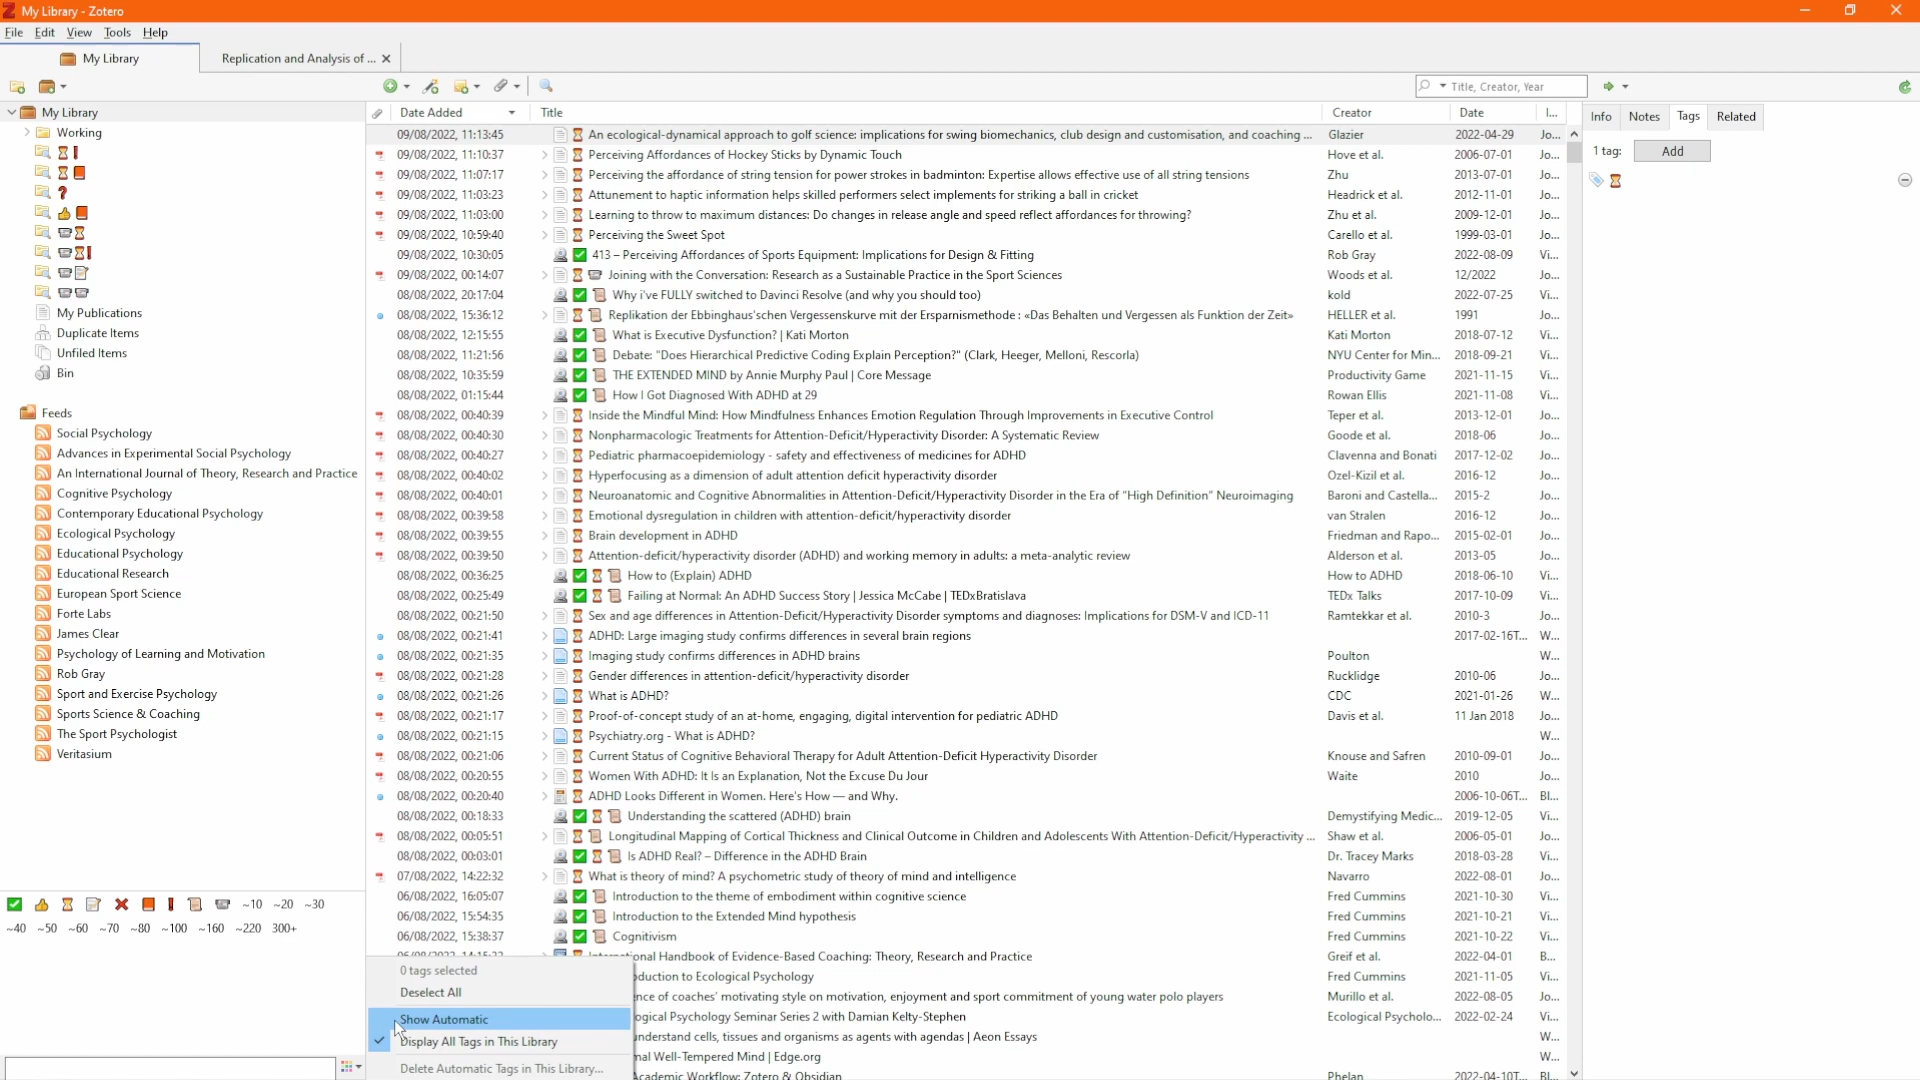 My Library - Zotero
File Edit View Tools Help
My Library
Replication and Analysis of ...
Title, Creator, Year
My Library
Working
My Publications
Duplicate Items
Unfiled Items
Bin
Feeds
Social Psychology
Advances in Experimental Social Psychology
An International Journal of Theory, Research and Practice
Cognitive Psychology
Contemporary Educational Psychology
Ecological Psychology
Educational Psychology
Educational Research
European Sport Science
Forte Labs
James Clear
Psychology of Learning and Motivation
Rob Gray
Sport and Exercise Psychology
Sports Science & Coaching
The Sport Psychologist
Veritasium
~10 ~20 ~30
~40 ~50 ~60 ~70 ~80 ~100 ~160 ~220 300+
Date Added Title Creator Date I...
09/08/2022, 11:13:45 An ecological-dynamical approach to golf science: implications for swing biomechanics, club design and customisation, and coaching ... Glazier 2022-04-29 Jo...
09/08/2022, 11:10:37 Perceiving Affordances of Hockey Sticks by Dynamic Touch Hove et al. 2006-07-01 Jo...
09/08/2022, 11:07:17 Perceiving the affordance of string tension for power strokes in badminton: Expertise allows effective use of all string tensions Zhu 2013-07-01 Jo...
09/08/2022, 11:03:23 Attunement to haptic information helps skilled performers select implements for striking a ball in cricket Headrick et al. 2012-11-01 Jo...
09/08/2022, 11:03:00 Learning to throw to maximum distances: Do changes in release angle and speed reflect affordances for throwing? Zhu et al. 2009-12-01 Jo...
09/08/2022, 10:59:40 Perceiving the Sweet Spot Carello et al. 1999-03-01 Jo...
09/08/2022, 10:30:05 413 – Perceiving Affordances of Sports Equipment: Implications for Design & Fitting Rob Gray 2022-08-09 Vi...
09/08/2022, 00:14:07 Joining with the Conversation: Research as a Sustainable Practice in the Sport Sciences Woods et al. 12/2022 Jo...
08/08/2022, 20:17:04 Why i've FULLY switched to Davinci Resolve (and why you should too) kold 2022-07-25 Vi...
08/08/2022, 15:36:12 Replikation der Ebbinghaus'schen Vergessenskurve mit der Ersparnismethode : «Das Behalten und Vergessen als Funktion der Zeit» HELLER et al. 1991 Jo...
08/08/2022, 12:15:55 What is Executive Dysfunction? | Kati Morton Kati Morton 2018-07-12 Vi...
08/08/2022, 11:21:56 Debate: "Does Hierarchical Predictive Coding Explain Perception?" (Clark, Heeger, Melloni, Rescorla) NYU Center for Min... 2018-09-21 Vi...
08/08/2022, 10:35:59 THE EXTENDED MIND by Annie Murphy Paul | Core Message Productivity Game 2021-11-15 Vi...
08/08/2022, 01:15:44 How I Got Diagnosed With ADHD at 29 Rowan Ellis 2021-11-08 Vi...
08/08/2022, 00:40:39 Inside the Mindful Mind: How Mindfulness Enhances Emotion Regulation Through Improvements in Executive Control Teper et al. 2013-12-01 Jo...
08/08/2022, 00:40:30 Nonpharmacologic Treatments for Attention-Deficit/Hyperactivity Disorder: A Systematic Review Goode et al. 2018-06 Jo...
08/08/2022, 00:40:27 Pediatric pharmacoepidemiology - safety and effectiveness of medicines for ADHD Clavenna and Bonati 2017-12-02 Jo...
08/08/2022, 00:40:02 Hyperfocusing as a dimension of adult attention deficit hyperactivity disorder Ozel-Kizil et al. 2016-12 Jo...
08/08/2022, 00:40:01 Neuroanatomic and Cognitive Abnormalities in Attention-Deficit/Hyperactivity Disorder in the Era of "High Definition" Neuroimaging Baroni and Castella... 2015-2 Jo...
08/08/2022, 00:39:58 Emotional dysregulation in children with attention-deficit/hyperactivity disorder van Stralen 2016-12 Jo...
08/08/2022, 00:39:55 Brain development in ADHD Friedman and Rapo... 2015-02-01 Jo...
08/08/2022, 00:39:50 Attention-deficit/hyperactivity disorder (ADHD) and working memory in adults: a meta-analytic review Alderson et al. 2013-05 Jo...
08/08/2022, 00:36:25 How to (Explain) ADHD How to ADHD 2018-06-10 Vi...
08/08/2022, 00:25:49 Failing at Normal: An ADHD Success Story | Jessica McCabe | TEDxBratislava TEDx Talks 2017-10-09 Vi...
08/08/2022, 00:21:50 Sex and age differences in Attention-Deficit/Hyperactivity Disorder symptoms and diagnoses: Implications for DSM-V and ICD-11 Ramtekkar et al. 2010-3 Jo...
08/08/2022, 00:21:41 ADHD: Large imaging study confirms differences in several brain regions 2017-02-16T... W...
08/08/2022, 00:21:35 Imaging study confirms differences in ADHD brains Poulton W...
08/08/2022, 00:21:28 Gender differences in attention-deficit/hyperactivity disorder Rucklidge 2010-06 Jo...
08/08/2022, 00:21:26 What is ADHD? CDC 2021-01-26 W...
08/08/2022, 00:21:17 Proof-of-concept study of an at-home, engaging, digital intervention for pediatric ADHD Davis et al. 11 Jan 2018 Jo...
08/08/2022, 00:21:15 Psychiatry.org - What is ADHD? W...
08/08/2022, 00:21:06 Current Status of Cognitive Behavioral Therapy for Adult Attention-Deficit Hyperactivity Disorder Knouse and Safren 2010-09-01 Jo...
08/08/2022, 00:20:55 Women With ADHD: It Is an Explanation, Not the Excuse Du Jour Waite 2010 Jo...
08/08/2022, 00:20:40 ADHD Looks Different in Women. Here's How — and Why. 2006-10-06T... Bl...
08/08/2022, 00:18:33 Understanding the scattered (ADHD) brain Demystifying Medic... 2019-12-05 Vi...
08/08/2022, 00:05:51 Longitudinal Mapping of Cortical Thickness and Clinical Outcome in Children and Adolescents With Attention-Deficit/Hyperactivity ... Shaw et al. 2006-05-01 Jo...
08/08/2022, 00:03:01 Is ADHD Real? – Difference in the ADHD Brain Dr. Tracey Marks 2018-03-28 Vi...
07/08/2022, 14:22:32 What is theory of mind? A psychometric study of theory of mind and intelligence Navarro 2022-08-01 Jo...
06/08/2022, 16:05:07 Introduction to the theme of embodiment within cognitive science Fred Cummins 2021-10-30 Vi...
06/08/2022, 15:54:35 Introduction to the Extended Mind hypothesis Fred Cummins 2021-10-21 Vi...
06/08/2022, 15:38:37 Cognitivism Fred Cummins 2021-10-22 Vi...
Handbook of Evidence-Based Coaching: Theory, Research and Practice Greif et al. 2022-04-01 B...
duction to Ecological Psychology Fred Cummins 2021-11-05 Vi...
nce of coaches' motivating style on motivation, enjoyment and sport commitment of young water polo players Murillo et al. 2022-08-05 Jo...
ogical Psychology Seminar Series 2 with Damian Kelty-Stephen Ecological Psycholo... 2022-02-24 Vi...
understand cells, tissues and organisms as agents with agendas | Aeon Essays W...
nal Well-Tempered Mind | Edge.org W...
Academic Workflow: Zotero & Obsidian Phelan 2022-04-10T... Bl...
0 tags selected
Deselect All
Show Automatic
Display All Tags in This Library
Delete Automatic Tags in This Library...
Info Notes Tags Related
1 tag: Add